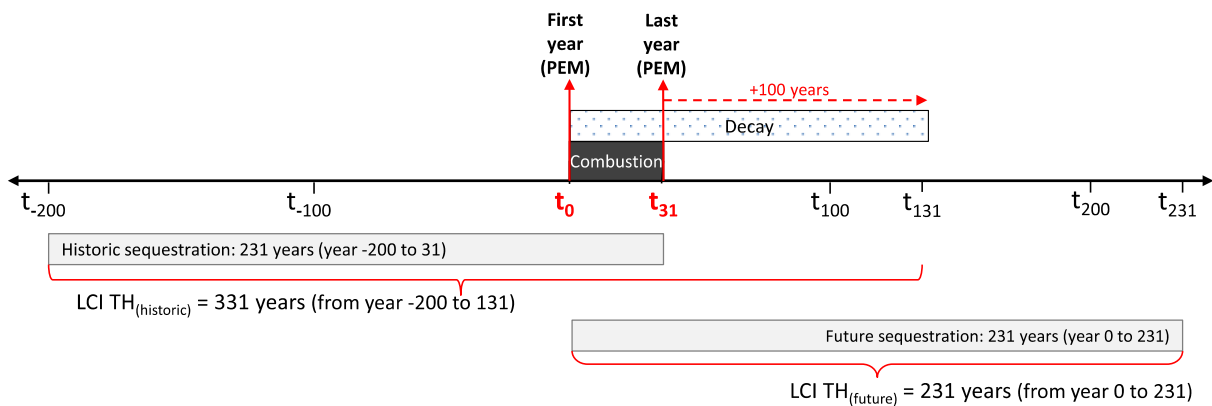 First
year
(PEM)
Last
year
(PEM)
+100 years
Decay
Combustion
t-200
t-100
t0
t31
t100
t131
t200
t231
Historic sequestration: 231 years (year -200 to 31)
LCI TH(historic) = 331 years (from year -200 to 131)
Future sequestration: 231 years (year 0 to 231)
LCI TH(future) = 231 years (from year 0 to 231)